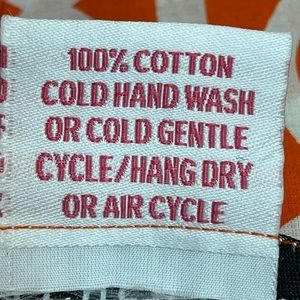 100% COTTON
COLD HAND WASH
OR COLD GENTLE
CYCLE/HANG DRY
OR AIR CYCLE